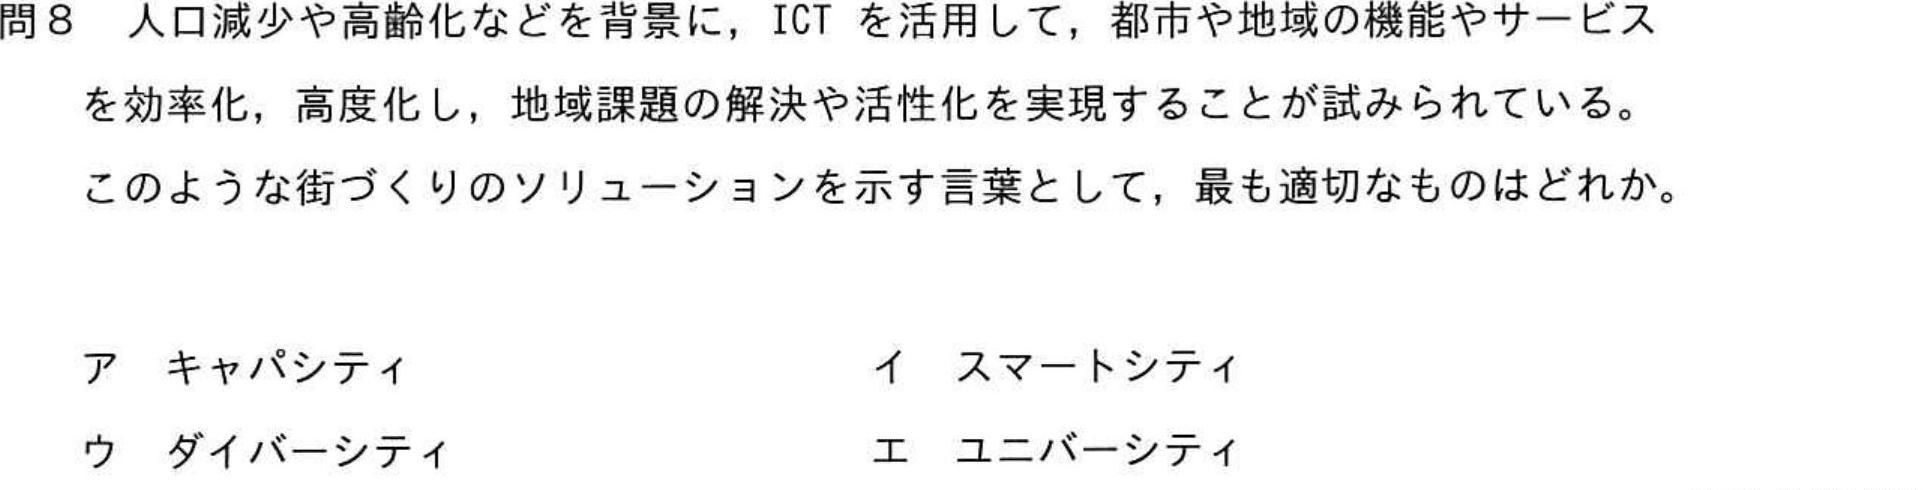 問８　人口減少や高齢化などを背景に，ICT を活用して，都市や地域の機能やサービス
を効率化，高度化し，地域課題の解決や活性化を実現することが試みられている。
このような街づくりのソリューションを示す言葉として，最も適切なものはどれか。
ア　キャパシティ　イ　スマートシティ
ウ　ダイバーシティ　エ　ユニバーシティ